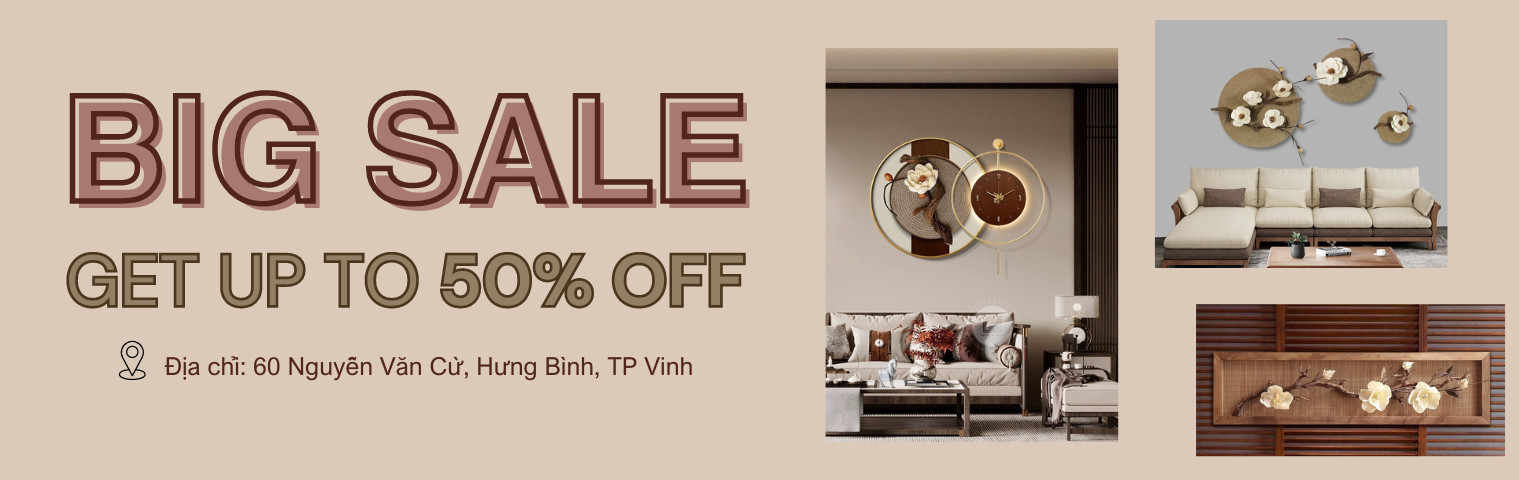 BIG SALE
GET UP TO 50% OFF
Địa chỉ: 60 Nguyễn Văn Cừ, Hưng Bình, TP Vinh